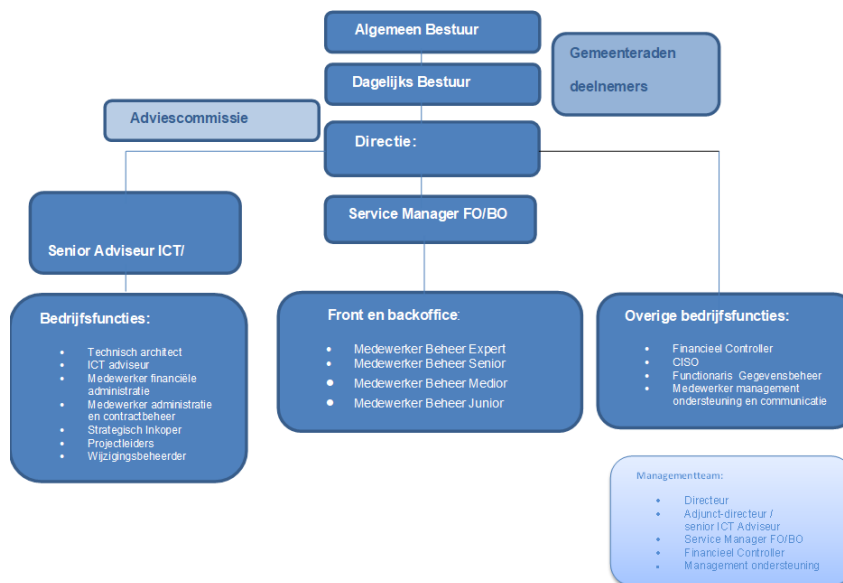 Algemeen Bestuur
Gemeenteraden
deelnemers
Dagelijks Bestuur
Adviescommissie
Directie:
Service Manager FO/BO
Senior Adviseur ICT/
Bedrijfsfuncties:
• Technisch architect
• ICT adviseur
• Medewerker financiële
administratie
• Medewerker administratie
en contractbeheer
• Strategisch Inkoper
• Projectleiders
• Wijzigingsbeheerder
Front en backoffice:
• Medewerker Beheer Expert
• Medewerker Beheer Senior
• Medewerker Beheer Medior
• Medewerker Beheer Junior
Overige bedrijfsfuncties:
• Financieel Controller
• CISO
• Functionaris Gegevensbeheer
• Medewerker management
ondersteuning en communicatie
Managementteam:
• Directeur
• Adjunct-directeur /
senior ICT Adviseur
• Service Manager FO/BO
• Financieel Controller
• Management ondersteuning